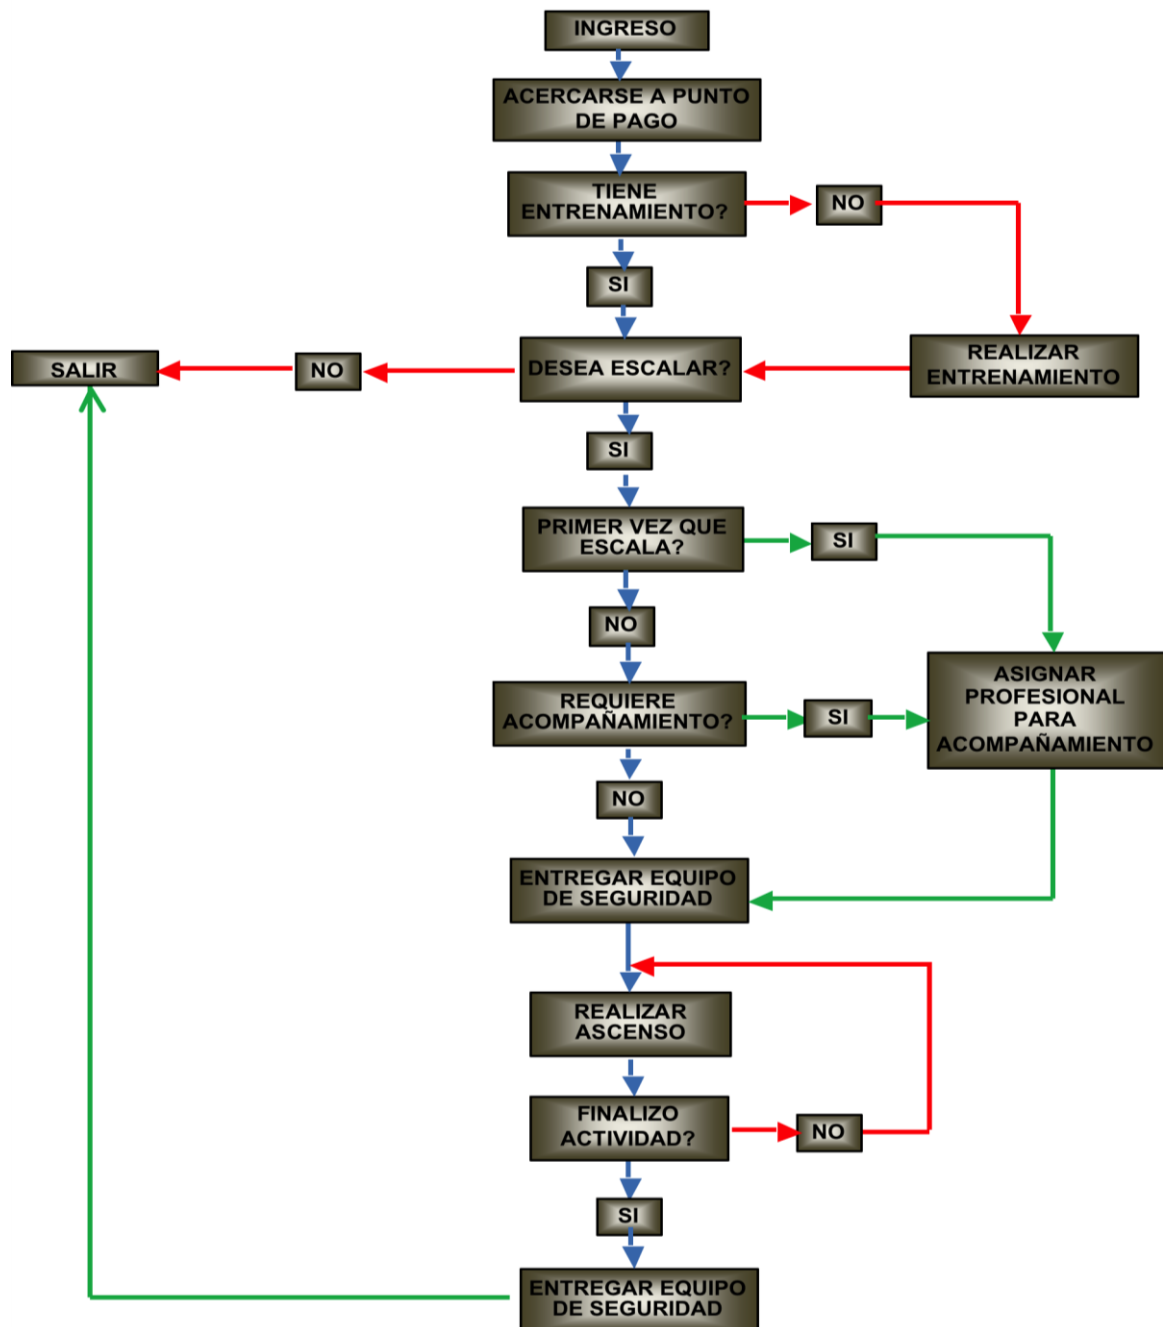 INGRESO
ACERCARSE A PUNTO
DE PAGO
TIENE
ENTRENAMIENTO?
NO
SI
REALIZAR
ENTRENAMIENTO
DESEA ESCALAR?
NO
SALIR
SI
PRIMER VEZ QUE
ESCALA?
SI
NO
ASIGNAR
PROFESIONAL
PARA
ACOMPAÑAMIENTO
REQUIERE
ACOMPAÑAMIENTO?
SI
NO
ENTREGAR EQUIPO
DE SEGURIDAD
REALIZAR
ASCENSO
FINALIZO
ACTIVIDAD?
NO
SI
ENTREGAR EQUIPO
DE SEGURIDAD